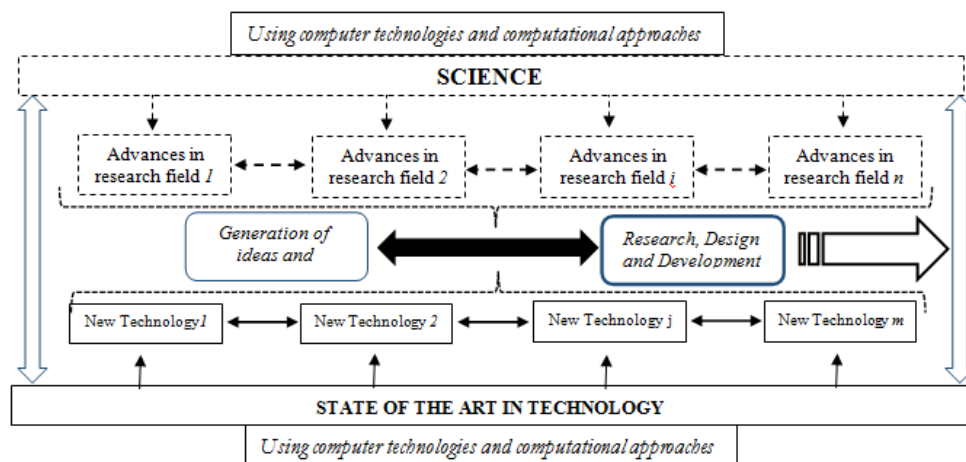 Using computer technologies and computational approaches
SCIENCE
Advances in
research field 1
Advances in
research field 2
Advances in
research field i
Advances in
research field n
Generation of
ideas and
Research, Design
and Development
New Technology1
New Technology 2
New Technology j
New Technology m
STATE OF THE ART IN TECHNOLOGY
Using computer technologies and computational approaches